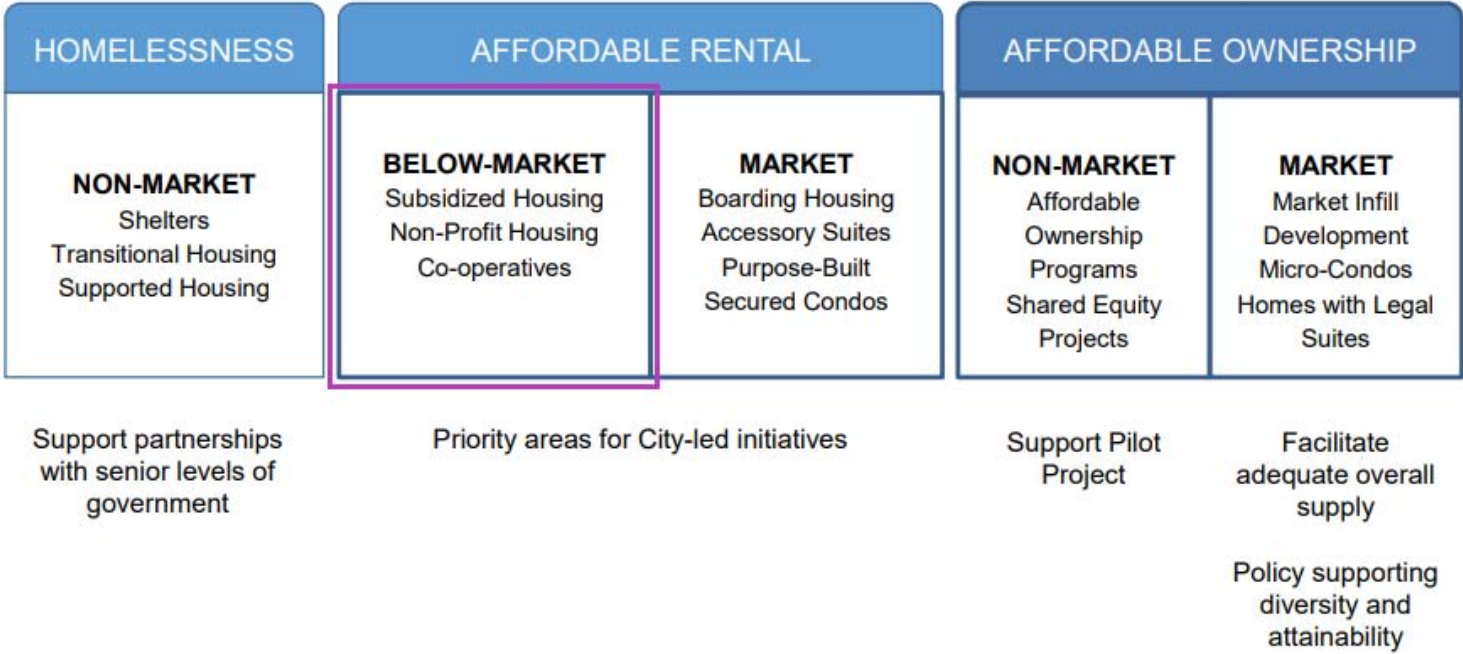 HOMELESSNESS
NON-MARKET
Shelters
Transitional Housing
Supported Housing
Support partnerships
with senior levels of
government
AFFORDABLE RENTAL
BELOW-MARKET
Subsidized Housing
Non-Profit Housing
Co-operatives
MARKET
Boarding Housing
Accessory Suites
Purpose-Built
Secured Condos
Priority areas for City-led initiatives
AFFORDABLE OWNERSHIP
NON-MARKET
Affordable
Ownership
Programs
Shared Equity
Projects
Support Pilot
Project
MARKET
Market Infill
Development
Micro-Condos
Homes with Legal
Suites
Facilitate
adequate overall
supply
Policy supporting
diversity and
attainability